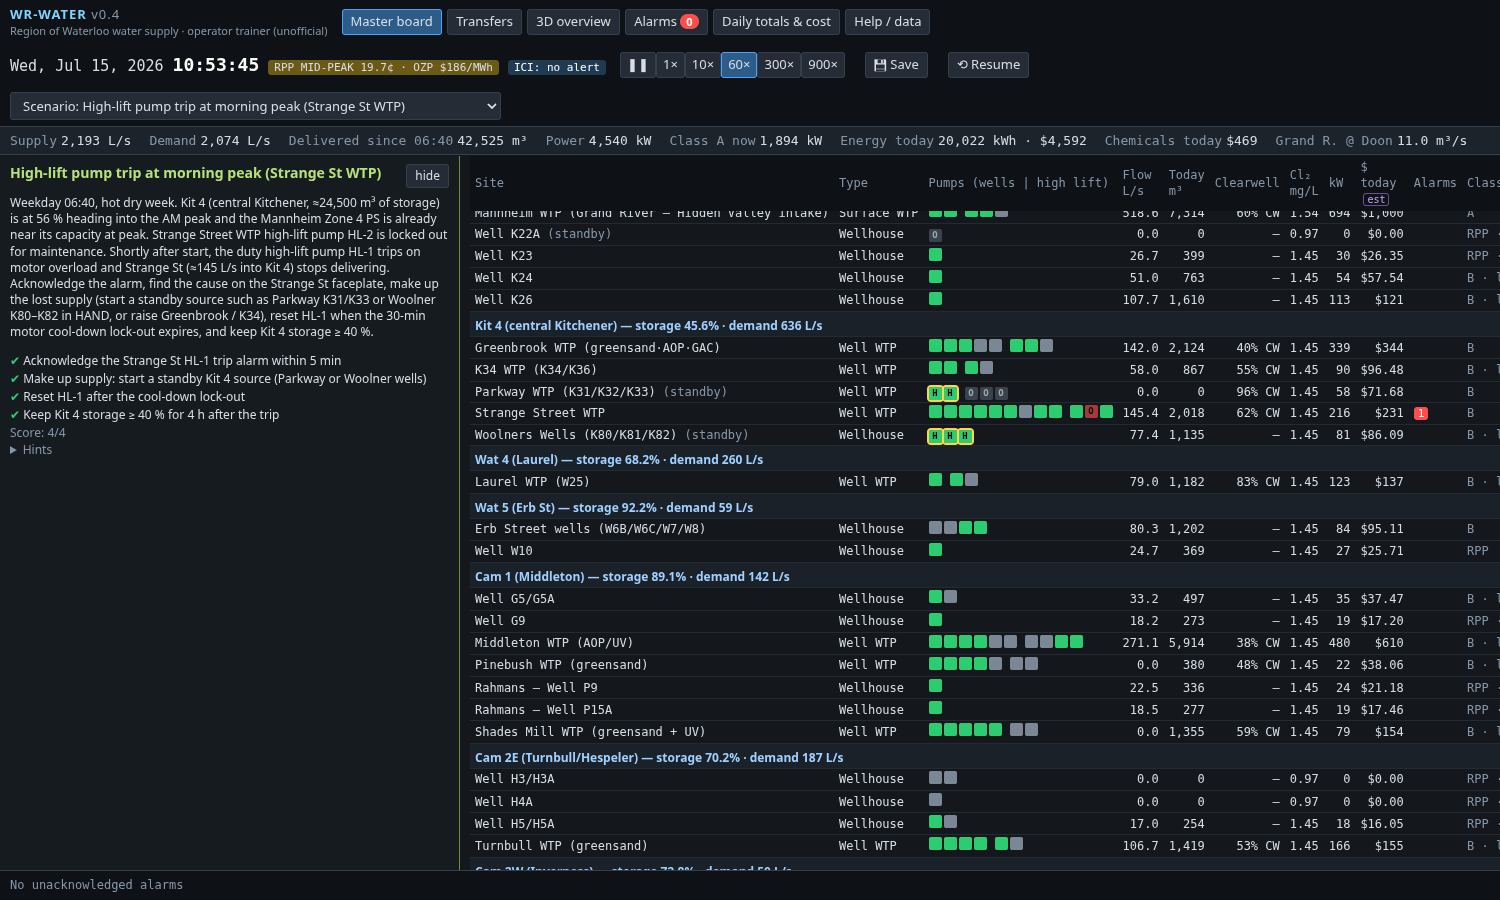 WR-WATER v0.4
Region of Waterloo water supply · operator trainer (unofficial)
Master board Transfers 3D overview Alarms 0 Daily totals & cost Help / data
Wed, Jul 15, 2026 10:53:45 RPP MID-PEAK 19.7¢ · OZP $186/MWh ICI: no alert 1× 10× 60× 300× 900× Save Resume
Scenario: High-lift pump trip at morning peak (Strange St WTP)
Supply 2,193 L/s Demand 2,074 L/s Delivered since 06:40 42,525 m³ Power 4,540 kW Class A now 1,894 kW Energy today 20,022 kWh · $4,592 Chemicals today $469 Grand R. @ Doon 11.0 m³/s
High-lift pump trip at morning peak (Strange St WTP) hide
Weekday 06:40, hot dry week. Kit 4 (central Kitchener, ≈24,500 m³ of storage)
is at 56 % heading into the AM peak and the Mannheim Zone 4 PS is already
near its capacity at peak. Strange Street WTP high-lift pump HL-2 is locked out
for maintenance. Shortly after start, the duty high-lift pump HL-1 trips on
motor overload and Strange St (≈145 L/s into Kit 4) stops delivering.
Acknowledge the alarm, find the cause on the Strange St faceplate, make up
the lost supply (start a standby source such as Parkway K31/K33 or Woolner
K80–K82 in HAND, or raise Greenbrook / K34), reset HL-1 when the 30-min
motor cool-down lock-out expires, and keep Kit 4 storage ≥ 40 %.
✔ Acknowledge the Strange St HL-1 trip alarm within 5 min
✔ Make up supply: start a standby Kit 4 source (Parkway or Woolner wells)
✔ Reset HL-1 after the cool-down lock-out
✔ Keep Kit 4 storage ≥ 40 % for 4 h after the trip
Score: 4/4
▶ Hints
Site Type Pumps (wells | high lift) Flow L/s Today m³ Clearwell Cl₂ mg/L kW $ today est Alarms Clas
Mannheim WTP (Grand River – Hidden Valley intake) Surface WTP 518.6 7,314 60% CW 1.54 694 $1,000 A
Well K22A (standby) Wellhouse O 0.0 0 — 0.97 0 $0.00 RPP ·
Well K23 Wellhouse 26.7 399 — 1.45 30 $26.35 RPP ·
Well K24 Wellhouse 51.0 763 — 1.45 54 $57.54 B · l
Well K26 Wellhouse 107.7 1,610 — 1.45 113 $121 B · l
Kit 4 (central Kitchener) — storage 45.6% · demand 636 L/s
Greenbrook WTP (greensand·AOP·GAC) Well WTP 142.0 2,124 40% CW 1.45 339 $344 B
K34 WTP (K34/K36) Well WTP 58.0 867 55% CW 1.45 90 $96.48 B · l
Parkway WTP (K31/K32/K33) (standby) Well WTP H H O O O 0.0 0 96% CW 1.45 58 $71.68 B
Strange Street WTP Well WTP O 145.4 2,018 62% CW 1.45 216 $231 1 B
Woolners Wells (K80/K81/K82) (standby) Wellhouse H H H 77.4 1,135 — 1.45 81 $86.09 B · l
Wat 4 (Laurel) — storage 68.2% · demand 260 L/s
Laurel WTP (W25) Well WTP 79.0 1,182 83% CW 1.45 123 $137 B · l
Wat 5 (Erb St) — storage 92.2% · demand 59 L/s
Erb Street wells (W6B/W6C/W7/W8) Wellhouse 80.3 1,202 — 1.45 84 $95.11 B
Well W10 Wellhouse 24.7 369 — 1.45 27 $25.71 RPP
Cam 1 (Middleton) — storage 89.1% · demand 142 L/s
Well G5/G5A Wellhouse 33.2 497 — 1.45 35 $37.47 B · l
Well G9 Wellhouse 18.2 273 — 1.45 19 $17.20 RPP ·
Middleton WTP (AOP/UV) Well WTP 271.1 5,914 38% CW 1.45 480 $610 B · l
Pinebush WTP (greensand) Well WTP 0.0 380 48% CW 1.45 22 $38.06 B · l
Rahmans — Well P9 Wellhouse 22.5 336 — 1.45 24 $21.18 RPP ·
Rahmans — Well P15A Wellhouse 18.5 277 — 1.45 19 $17.46 RPP ·
Shades Mill WTP (greensand + UV) Well WTP 0.0 1,355 59% CW 1.45 79 $154 B · l
Cam 2E (Turnbull/Hespeler) — storage 70.2% · demand 187 L/s
Well H3/H3A Wellhouse 0.0 0 — 0.97 0 $0.00 RPP ·
Well H4A Wellhouse 0.0 0 — 0.97 0 $0.00 RPP ·
Well H5/H5A Wellhouse 17.0 254 — 1.45 18 $16.05 RPP ·
Turnbull WTP (greensand) Well WTP 106.7 1,419 53% CW 1.45 166 $155 B · l
No unacknowledged alarms